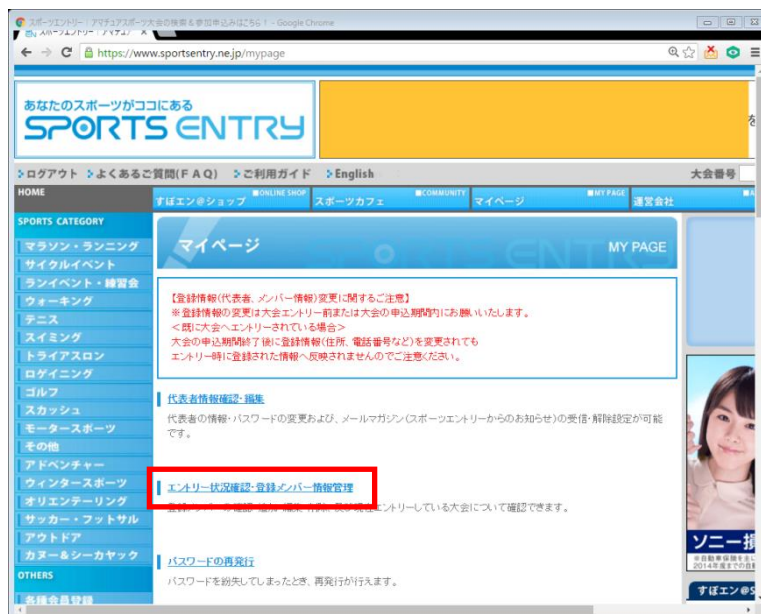 スポーツエントリー｜アマチュアスポーツ大会の検索&参加申込みはこちら！ - Google Chrome
https://www.sportsentry.ne.jp/mypage
あなたのスポーツがココにある
SPORTS ENTRY
を
ログアウト よくあるご質問(FAQ) ご利用ガイド English
大会番号
HOME
すぽエン@ショップ ■ONLINE SHOP スポーツカフェ ■COMMUNITY マイページ ■MY PAGE 運営会社
SPORTS CATEGORY
マラソン・ランニング
サイクルイベント
ランイベント・練習会
ウォーキング
テニス
スイミング
トライアスロン
ロゲイニング
ゴルフ
スカッシュ
モータースポーツ
その他
アドベンチャー
ウィンタースポーツ
オリエンテーリング
サッカー・フットサル
アウトドア
カヌー&シーカヤック
OTHERS
各種会員登録
マイページ
MY PAGE
【登録情報(代表者、メンバー情報)変更に関するご注意】
※登録情報の変更は大会エントリー前または大会の申込期間内にお願いいたします。
＜既に大会へエントリーされている場合＞
大会の申込期間終了後に登録情報(住所、電話番号など)を変更されても
エントリー時に登録された情報へ反映されませんのでご注意ください。
代表者情報確認・編集
代表者の情報・パスワードの変更および、メールマガジン(スポーツエントリーからのお知らせ)の受信・解除設定が可能
です。
エントリー状況確認・登録メンバー情報管理
エントリーしている大会について確認できます。
パスワードの再発行
パスワードを紛失してしまったとき、再発行が行えます。
ソニー損
すぽエン@S